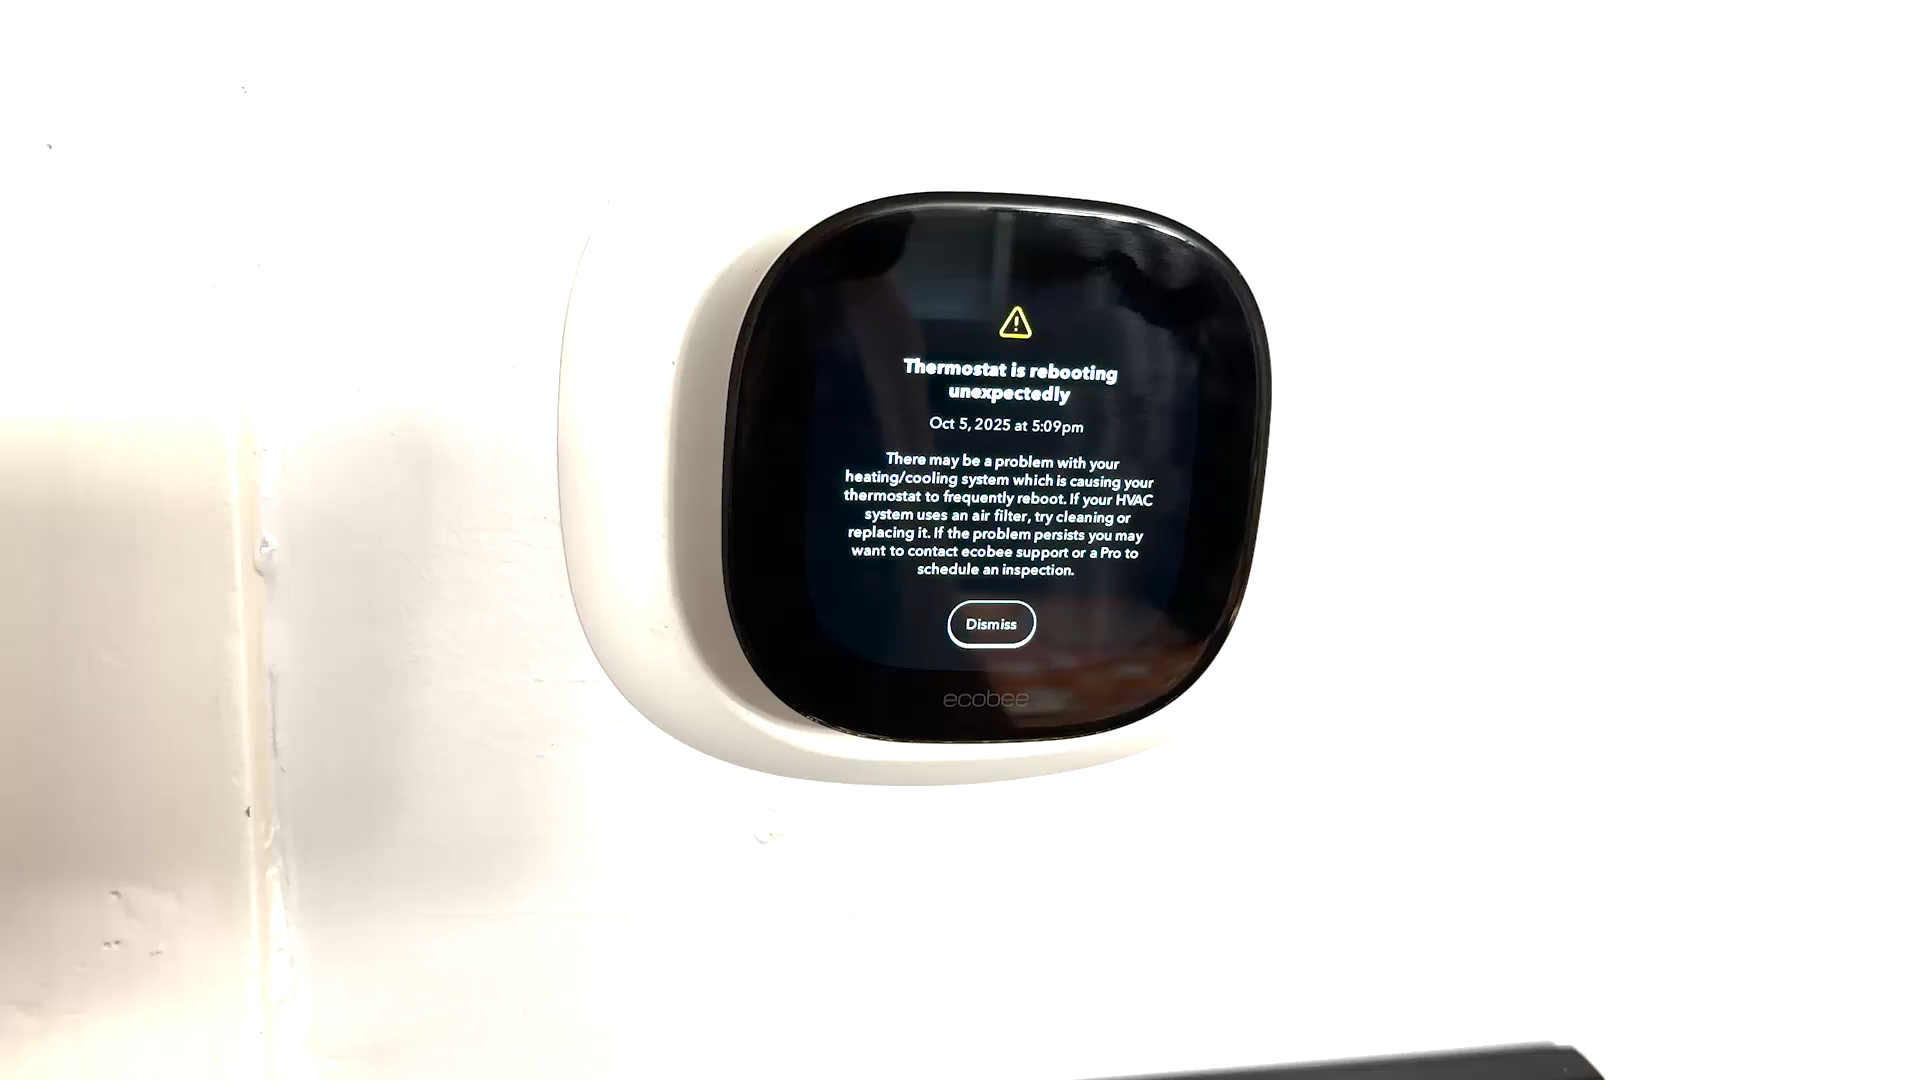 Thermostat is rebooting
unexpectedly
Oct 5, 2025 at 5:09pm
There may be a problem with your
heating/cooling system which is causing your
thermostat to frequently reboot. If your HVAC
system uses an air filter, try cleaning or
replacing it. If the problem persists you may
want to contact ecobee support or a Pro to
schedule an inspection.
Dismiss
ecobee